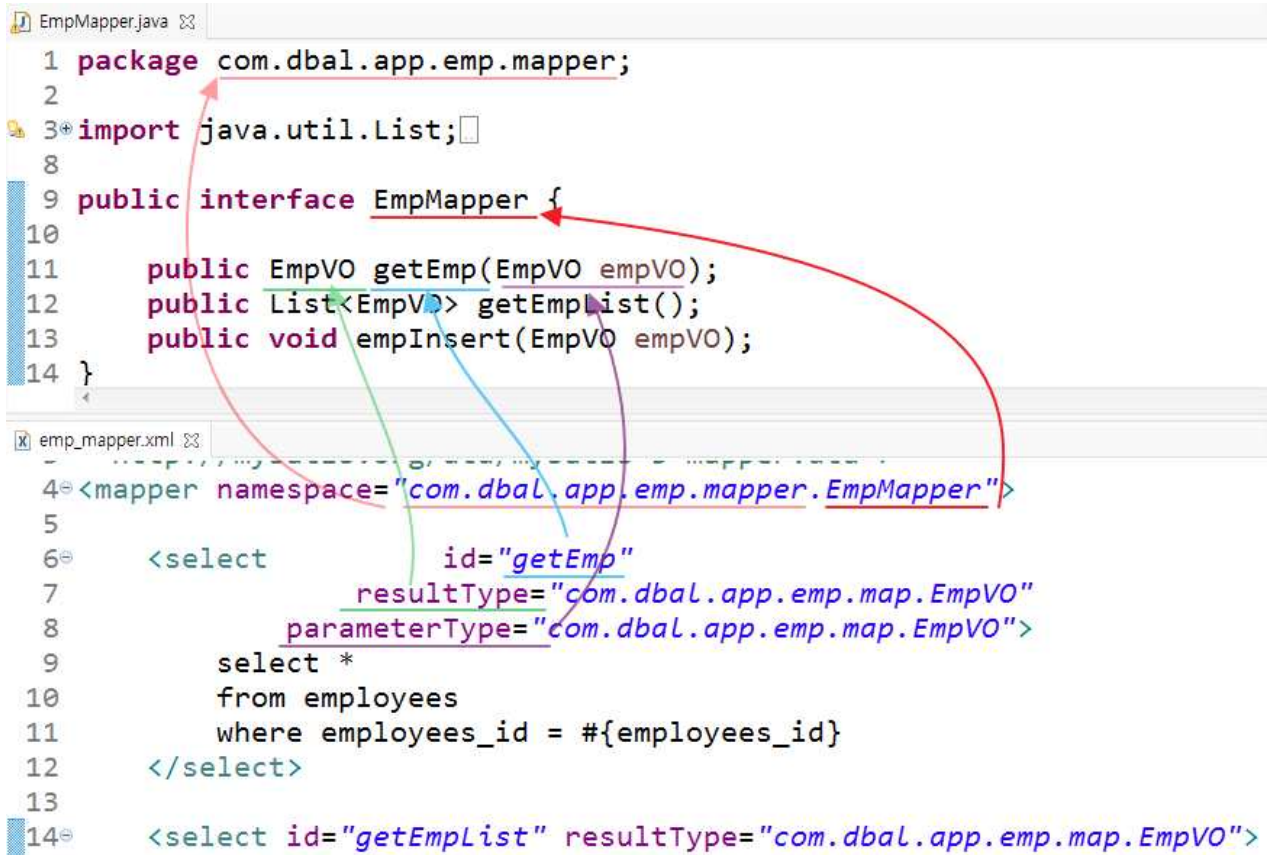 EmpMapper.java
1 package com.dbal.app.emp.mapper;
2
3 import java.util.List;
8
9 public interface EmpMapper {
10
11 public EmpVO getEmp(EmpVO empVO);
12 public List<EmpVO> getEmpList();
13 public void empInsert(EmpVO empVO);
14 }
emp_mapper.xml
4 <mapper namespace="com.dbal.app.emp.mapper.EmpMapper">
5
6 <select id="getEmp"
7 resultType="com.dbal.app.emp.map.EmpVO"
8 parameterType="com.dbal.app.emp.map.EmpVO">
9 select *
10 from employees
11 where employees_id = #{employees_id}
12 </select>
13
14 <select id="getEmpList" resultType="com.dbal.app.emp.map.EmpVO">